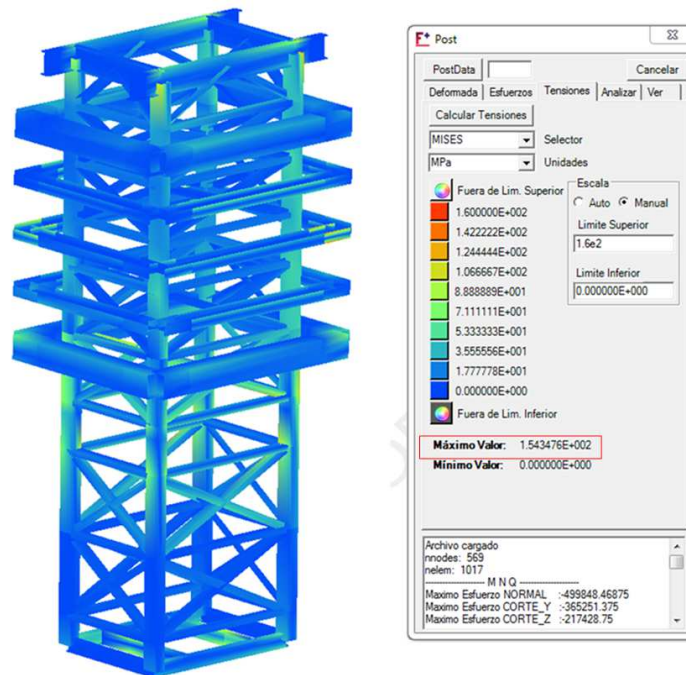 Post
PostData Cancelar
Deformada Esfuerzos Tensiones Analizar Ver
Calcular Tensiones
MISES Selector
MPa Unidades
Fuera de Lim. Superior
1.600000E+002
1.422222E+002
1.244444E+002
1.066667E+002
8.888889E+001
7.111111E+001
5.333333E+001
3.555556E+001
1.777778E+001
0.000000E+000
Fuera de Lim. Inferior
Escala
Auto Manual
Limite Superior
1.6e2
Limite Inferior
0.000000E+000
Máximo Valor: 1.543476E+002
Mínimo Valor: 0.000000E+000
Archivo cargado
nnodes: 569
nelem: 1017
---------------- M N Q ----------------
Maximo Esfuerzo NORMAL :-499848.46875
Maximo Esfuerzo CORTE_Y :-365251.375
Maximo Esfuerzo CORTE_Z :-217428.75